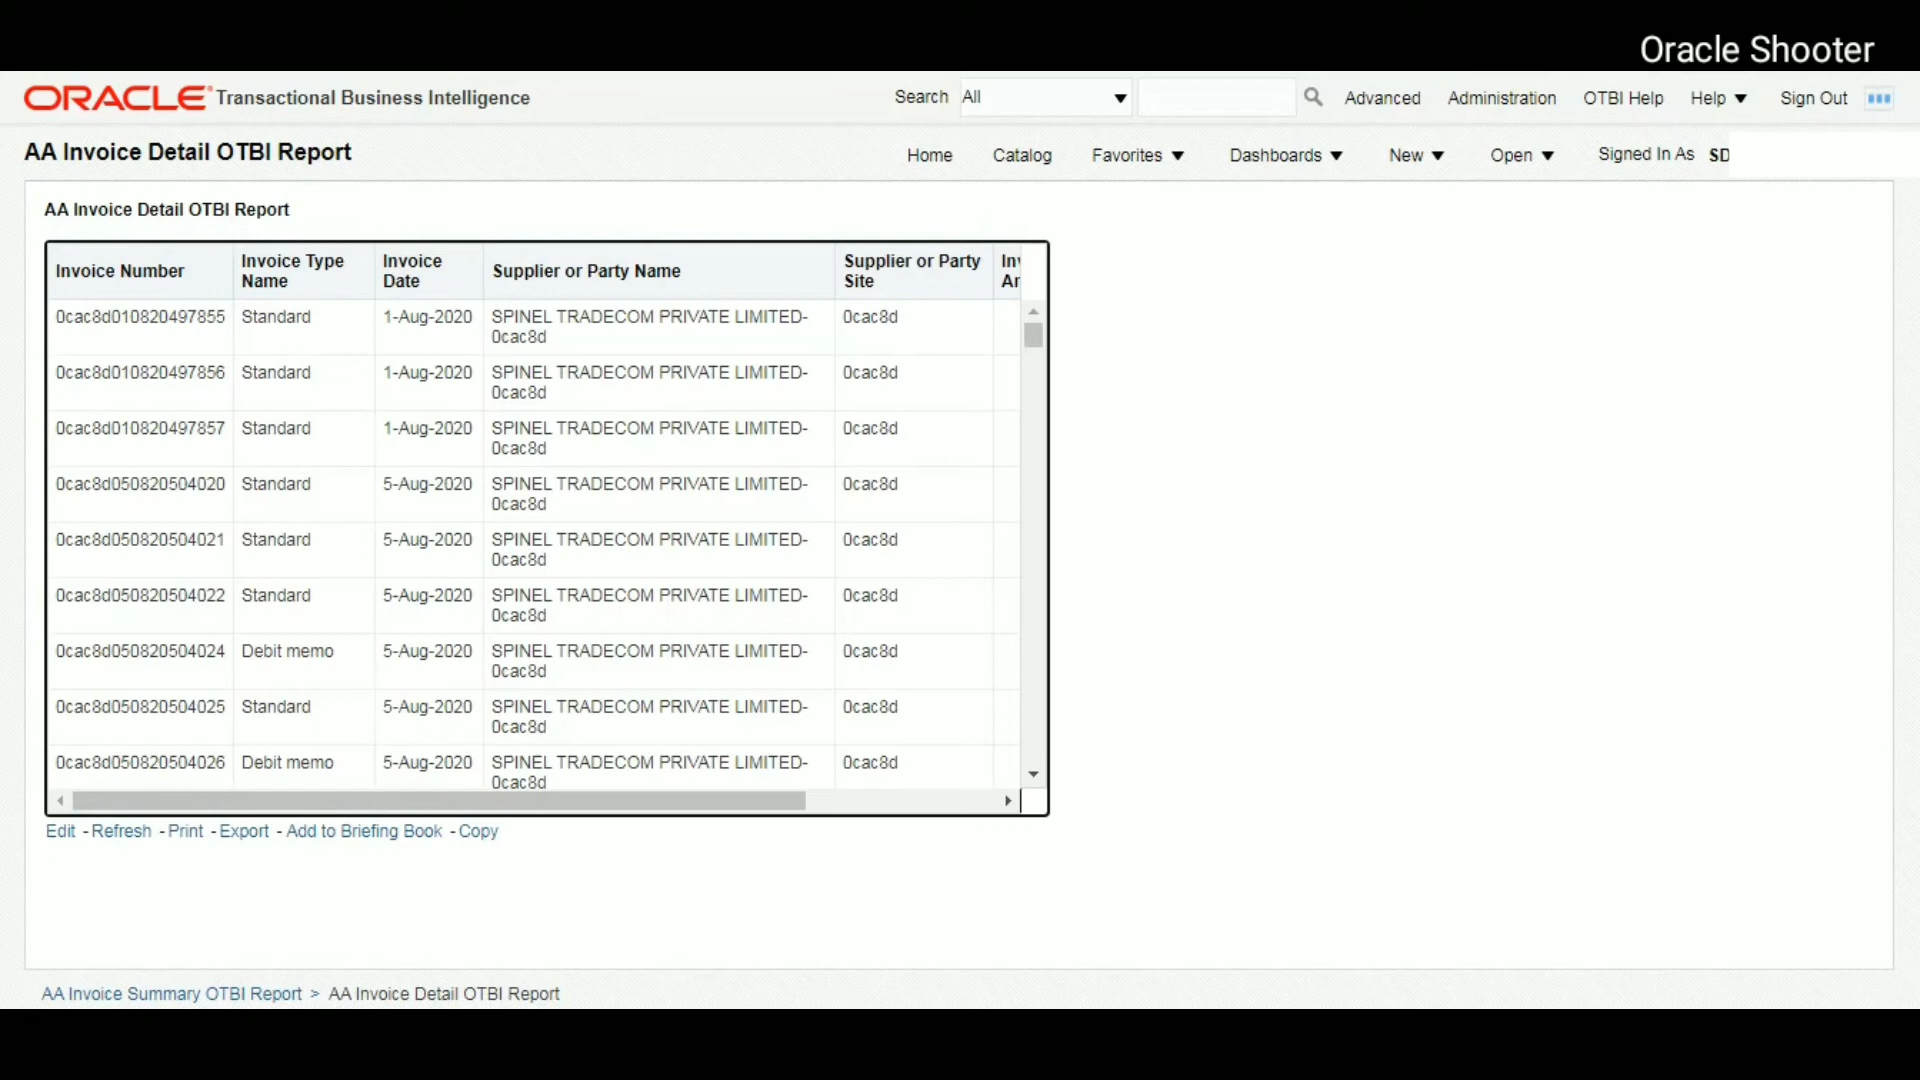 Oracle Shooter
ORACLE Transactional Business Intelligence Search All Advanced Administration OTBI Help Help Sign Out
AA Invoice Detail OTBI Report Home Catalog Favorites Dashboards New Open Signed In As SD
AA Invoice Detail OTBI Report
Invoice Number Invoice Type Name Invoice Date Supplier or Party Name Supplier or Party Site
0cac8d010820497855 Standard 1-Aug-2020 SPINEL TRADECOM PRIVATE LIMITED- 0cac8d
0cac8d
0cac8d010820497856 Standard 1-Aug-2020 SPINEL TRADECOM PRIVATE LIMITED- 0cac8d
0cac8d
0cac8d010820497857 Standard 1-Aug-2020 SPINEL TRADECOM PRIVATE LIMITED- 0cac8d
0cac8d
0cac8d050820504020 Standard 5-Aug-2020 SPINEL TRADECOM PRIVATE LIMITED- 0cac8d
0cac8d
0cac8d050820504021 Standard 5-Aug-2020 SPINEL TRADECOM PRIVATE LIMITED- 0cac8d
0cac8d
0cac8d050820504022 Standard 5-Aug-2020 SPINEL TRADECOM PRIVATE LIMITED- 0cac8d
0cac8d
0cac8d050820504024 Debit memo 5-Aug-2020 SPINEL TRADECOM PRIVATE LIMITED- 0cac8d
0cac8d
0cac8d050820504025 Standard 5-Aug-2020 SPINEL TRADECOM PRIVATE LIMITED- 0cac8d
0cac8d
0cac8d050820504026 Debit memo 5-Aug-2020 SPINEL TRADECOM PRIVATE LIMITED- 0cac8d
0cac8d
Edit - Refresh - Print - Export - Add to Briefing Book - Copy
AA Invoice Summary OTBI Report > AA Invoice Detail OTBI Report